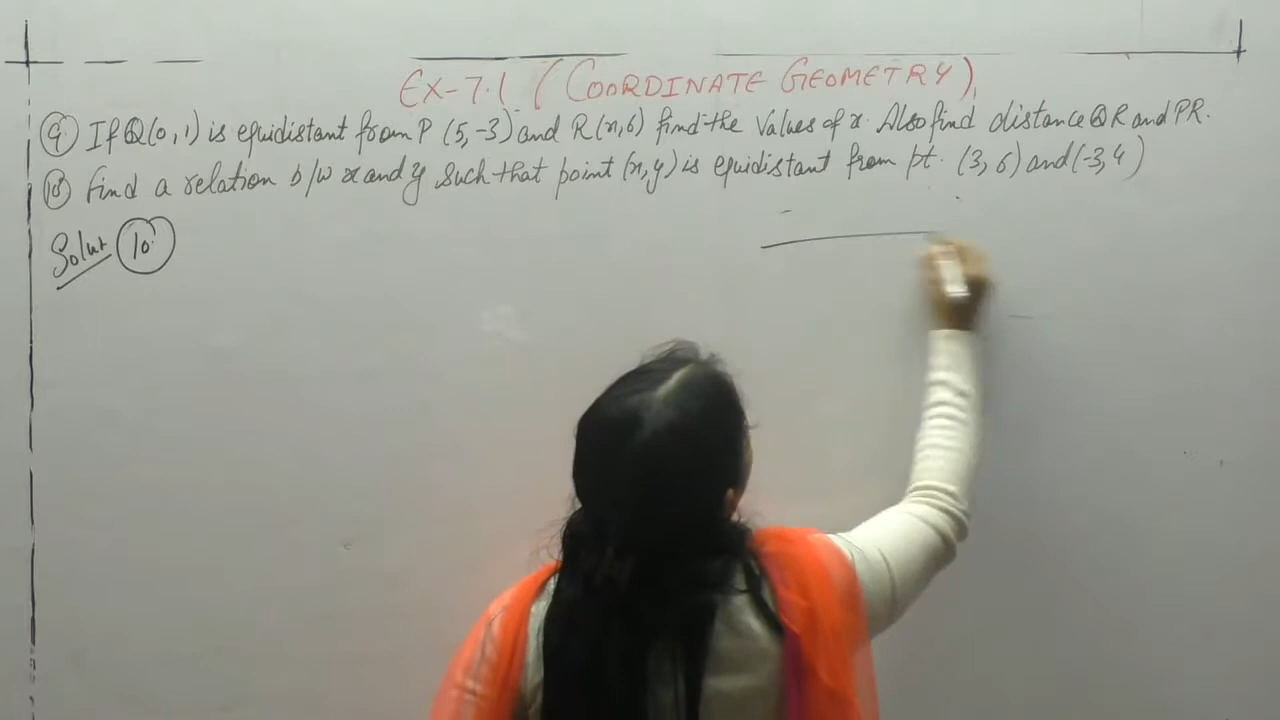 EX-7.1 (COORDINATE GEOMETRY)
(9) If Q(0,1) is equidistant from P (5,-3) and R(x,6) find the values of x. Also find distance QR and PR.
(10) find a relation b/w x and y such that point (x,y) is equidistant from pt. (3,6) and (-3,4)
Solut (10)